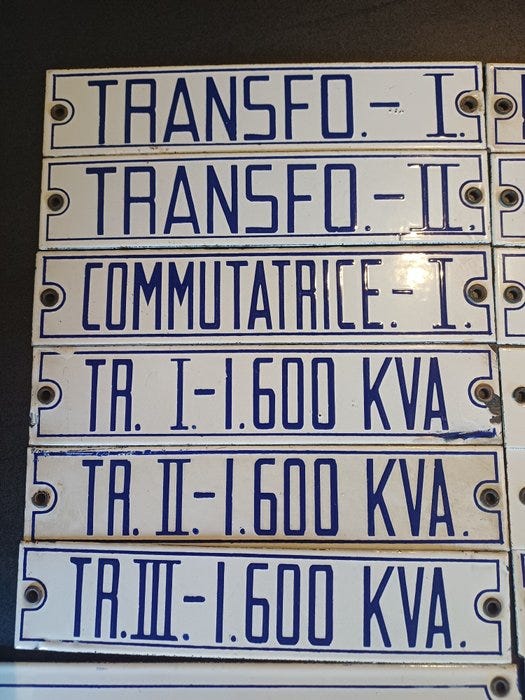 TRANSFO.- I.
TRANSFO.-II.
COMMUTATRICE.-I.
TR. I.-1.600 KVA
TR. II.-1.600 KVA.
TR.III.-1.600 KVA.